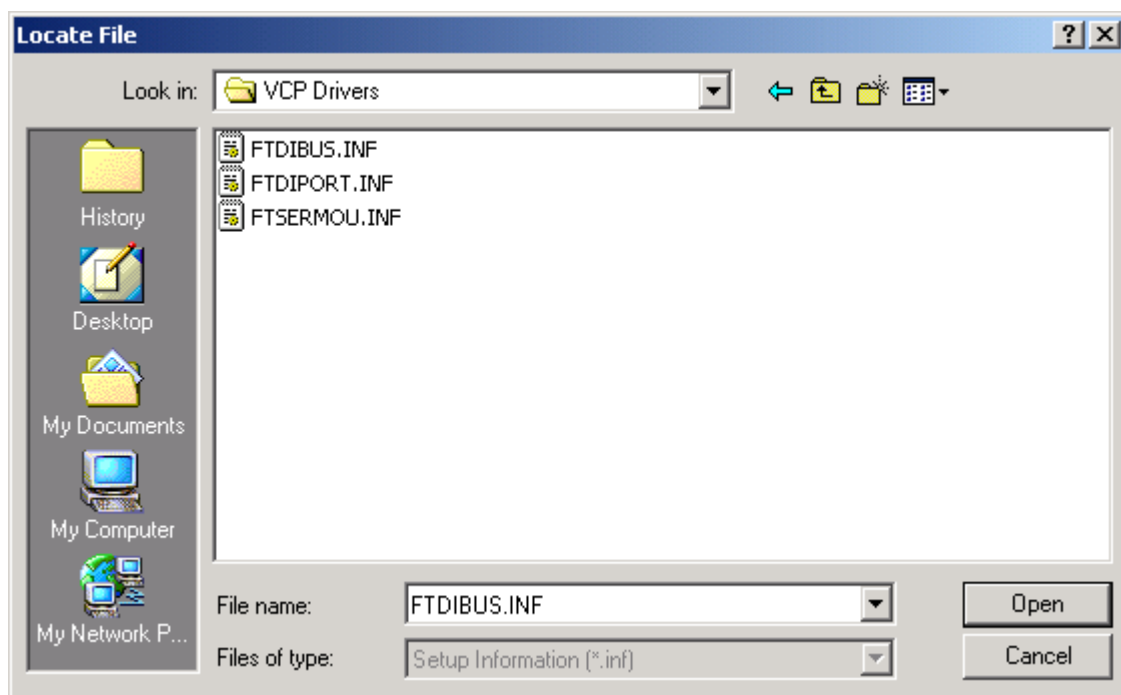 Locate File
Look in:
VCP Drivers
FTDIBUS.INF
FTDIPORT.INF
FTSERMOU.INF
History
Desktop
My Documents
My Computer
My Network P...
File name:
FTDIBUS.INF
Open
Files of type:
Setup Information (*.inf)
Cancel